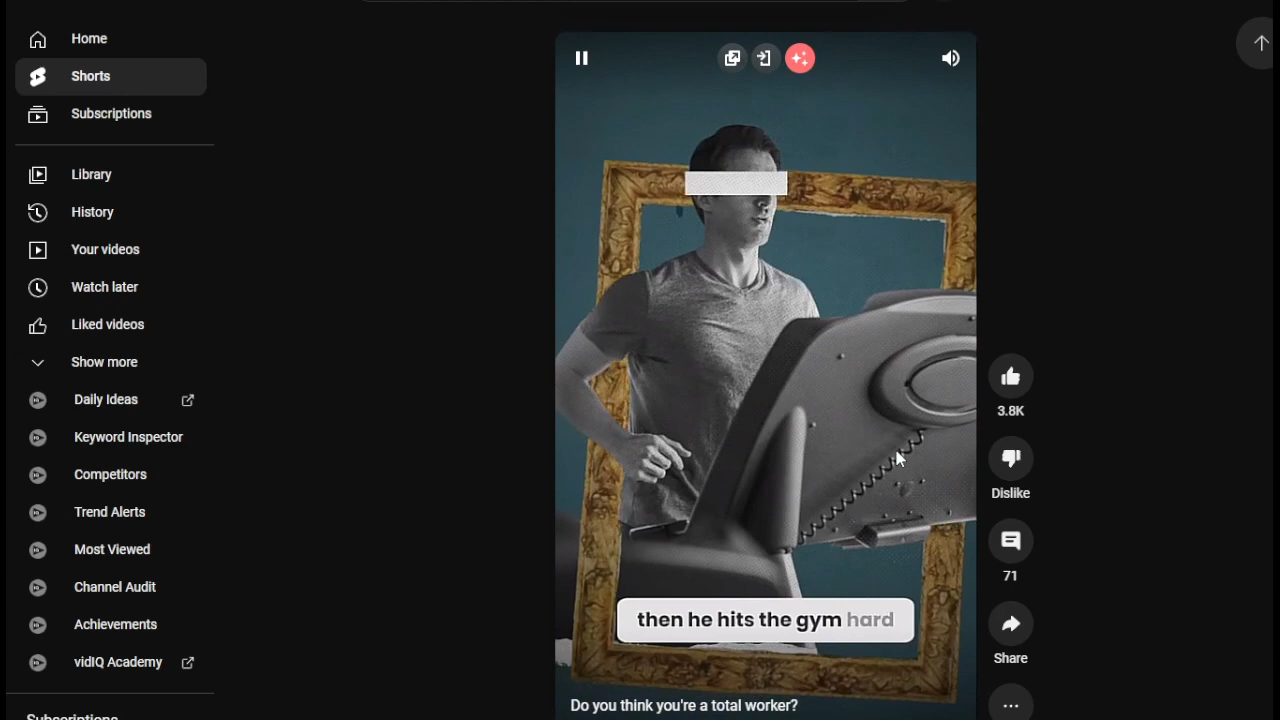 Home
Shorts
Subscriptions
Library
History
Your videos
Watch later
Liked videos
Show more
Daily Ideas
Keyword Inspector
Competitors
Trend Alerts
Most Viewed
Channel Audit
Achievements
vidIQ Academy
Subscriptions
then he hits the gym hard
Do you think you're a total worker?
3.8K
Dislike
71
Share